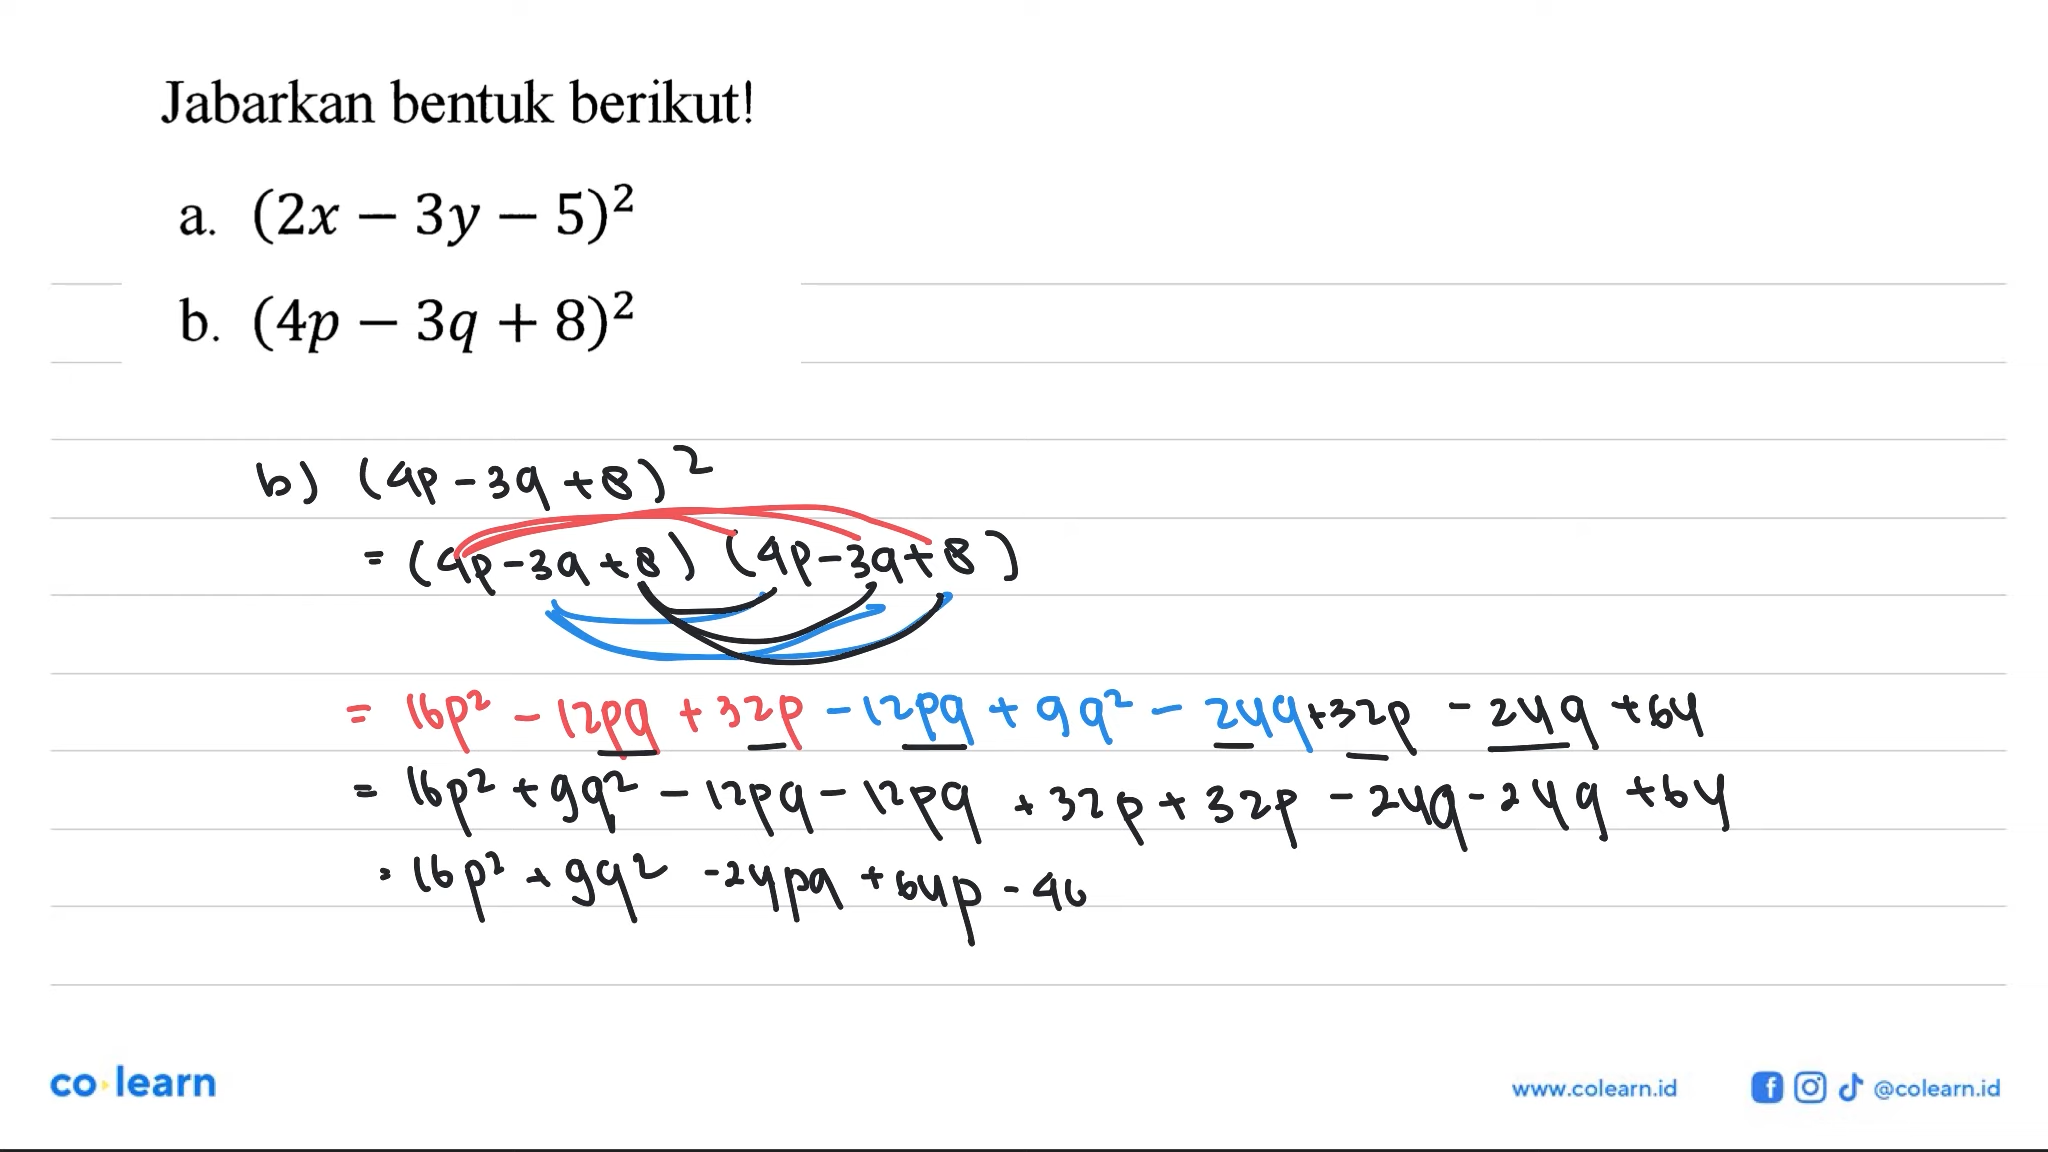 Jabarkan bentuk berikut!
a. (2x − 3y − 5)²
b. (4p − 3q + 8)²
b) (4p - 3q + 8)²
= (4p - 3q + 8) (4p - 3q + 8)
= 16p² - 12pq + 32p - 12pq + 9q² - 24q + 32p - 24q + 64
= 16p² + 9q² - 12pq - 12pq + 32p + 32p - 24q - 24q + 64
= 16p² + 9q² - 24pq + 64p - 4
co learn
www.colearn.id @colearn.id